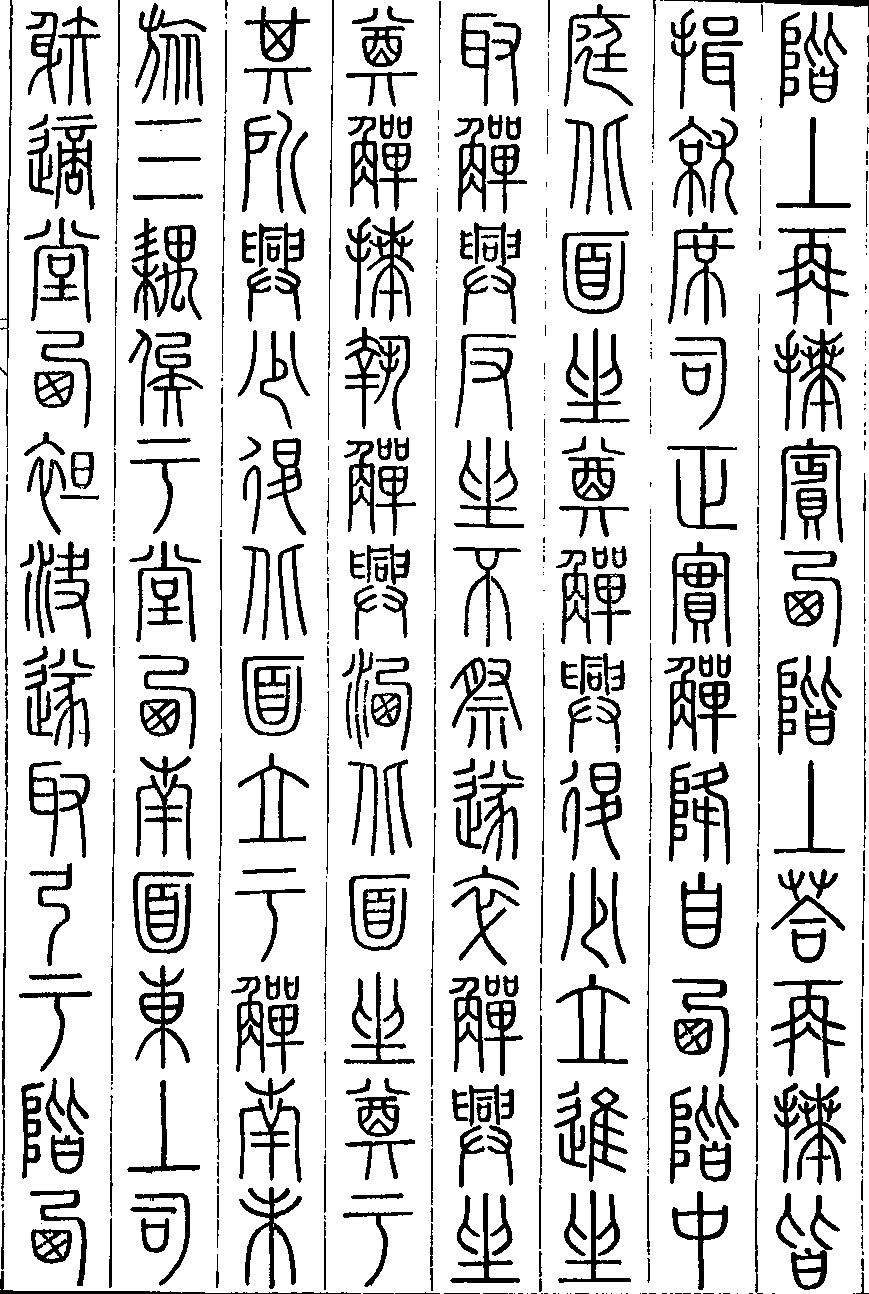 階上再拜賓西階上荅再拜皆
揖就席司正實觶降自西階中
庭北面坐奠觶興退少立進坐
取觶興反坐不祭遂卒觶興坐
奠觶拜執觶興洗北面坐奠于
其所興少退北面立于觶南未
旅三耦俟于堂西南面東上司
射適堂西袒決遂取弓于階西